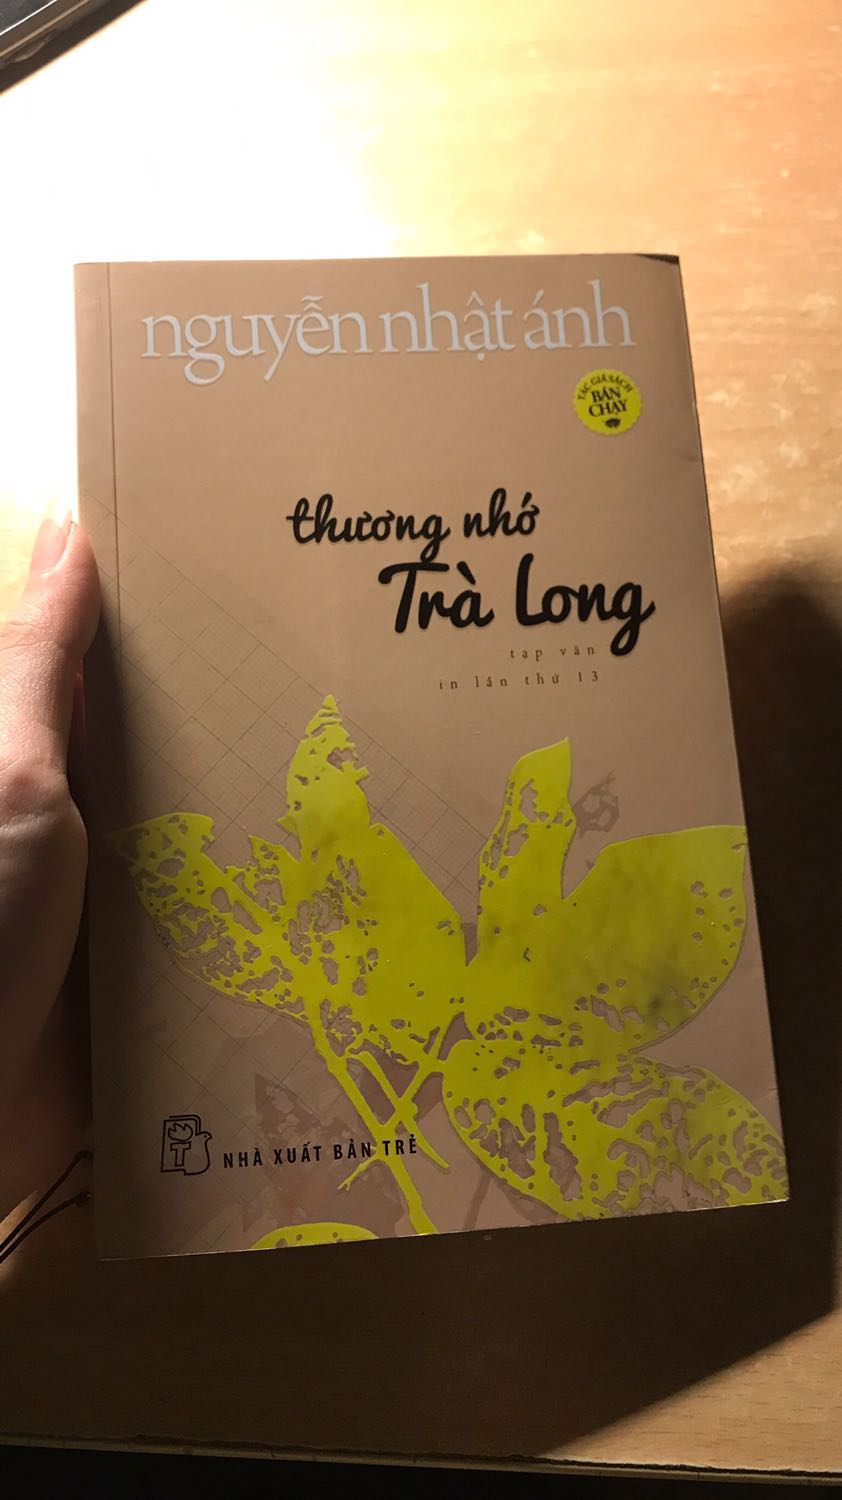 nguyễn nhật ánh
TÁC GIẢ SÁCH
BÁN
CHẠY
thương nhớ
Trà Long
tạp văn
in lần thứ 13
T
NHÀ XUẤT BẢN TRẺ